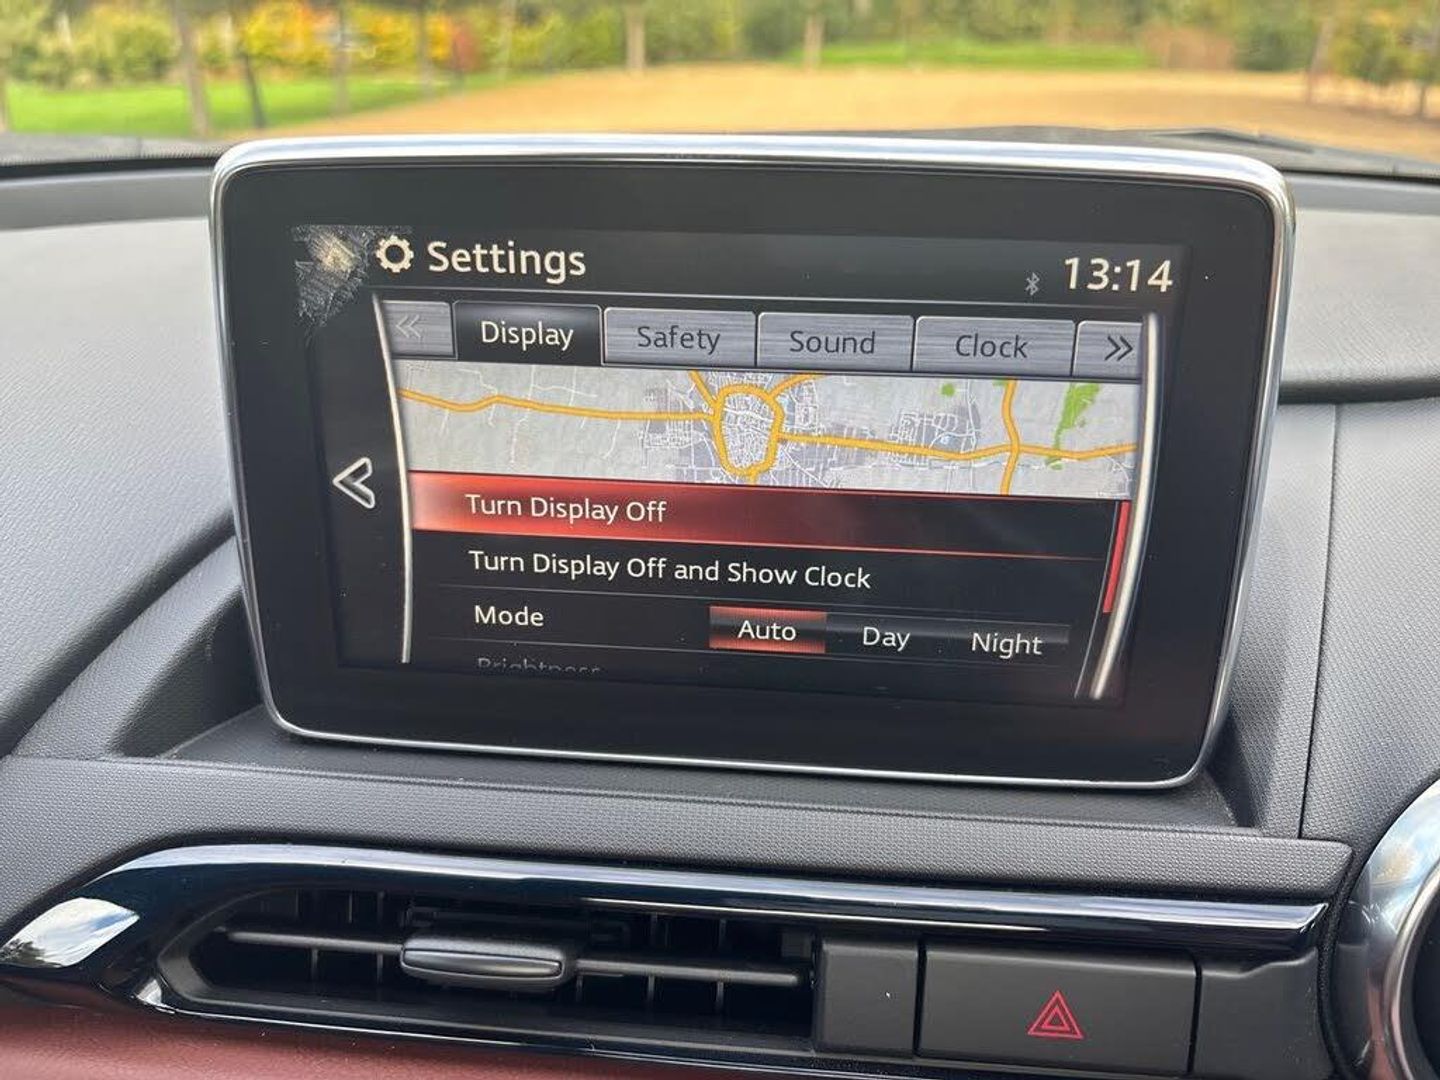 Settings
13:14
Display Safety Sound Clock
Turn Display Off
Turn Display Off and Show Clock
Mode Auto Day Night
Brightness